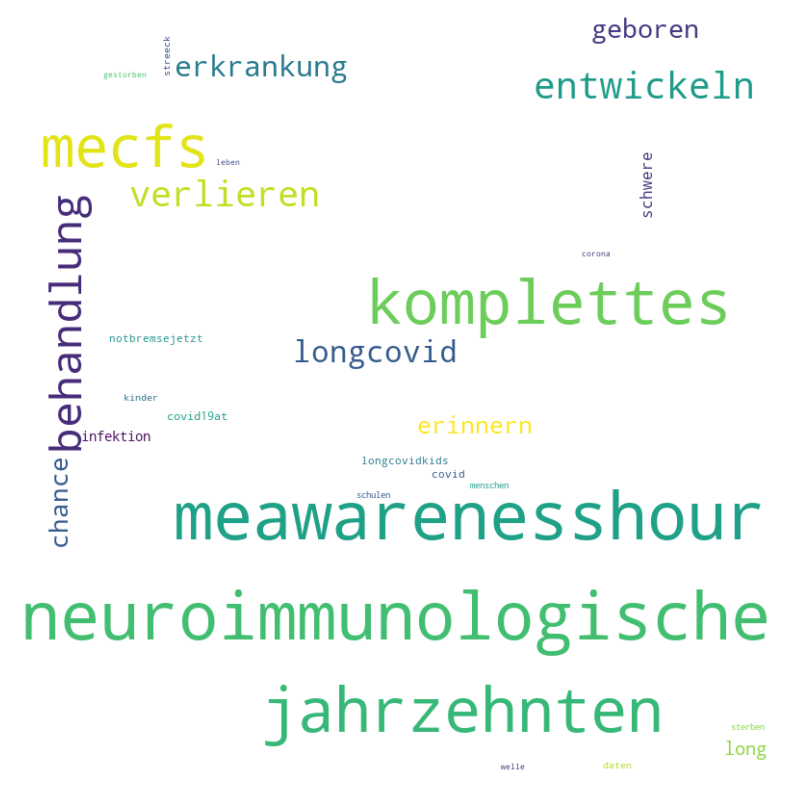 geboren
streeck
erkrankung
gestorben
entwickeln
mecfs
leben
verlieren
schwere
behandlung
corona
komplettes
notbremsejetzt
longcovid
kinder
covid19at
erinnern
infektion
longcovidkids
chance
covid
menschen
schulen
meawarenesshour
neuroimmunologische
jahrzehnten
sterben
long
welle
daten